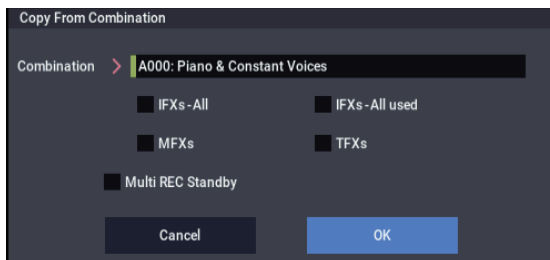 Copy From Combination
Combination A000: Piano & Constant Voices
IFXs-All IFXs-All used
MFXs TFXs
Multi REC Standby
Cancel OK